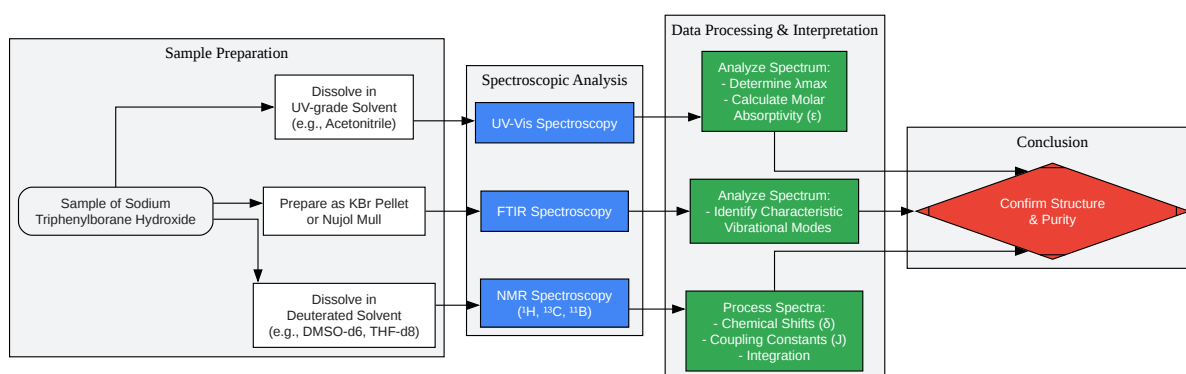 Sample Preparation
Sample of Sodium
Triphenylborane Hydroxide
Dissolve in
UV-grade Solvent
(e.g., Acetonitrile)
Prepare as KBr Pellet
or Nujol Mull
Dissolve in
Deuterated Solvent
(e.g., DMSO-d6, THF-d8)
Spectroscopic Analysis
UV-Vis Spectroscopy
FTIR Spectroscopy
NMR Spectroscopy
(¹H, ¹³C, ¹¹B)
Data Processing & Interpretation
Analyze Spectrum:
- Determine λmax
- Calculate Molar
Absorptivity (ε)
Analyze Spectrum:
- Identify Characteristic
Vibrational Modes
Process Spectra:
- Chemical Shifts (δ)
- Coupling Constants (J)
- Integration
Conclusion
Confirm Structure
& Purity